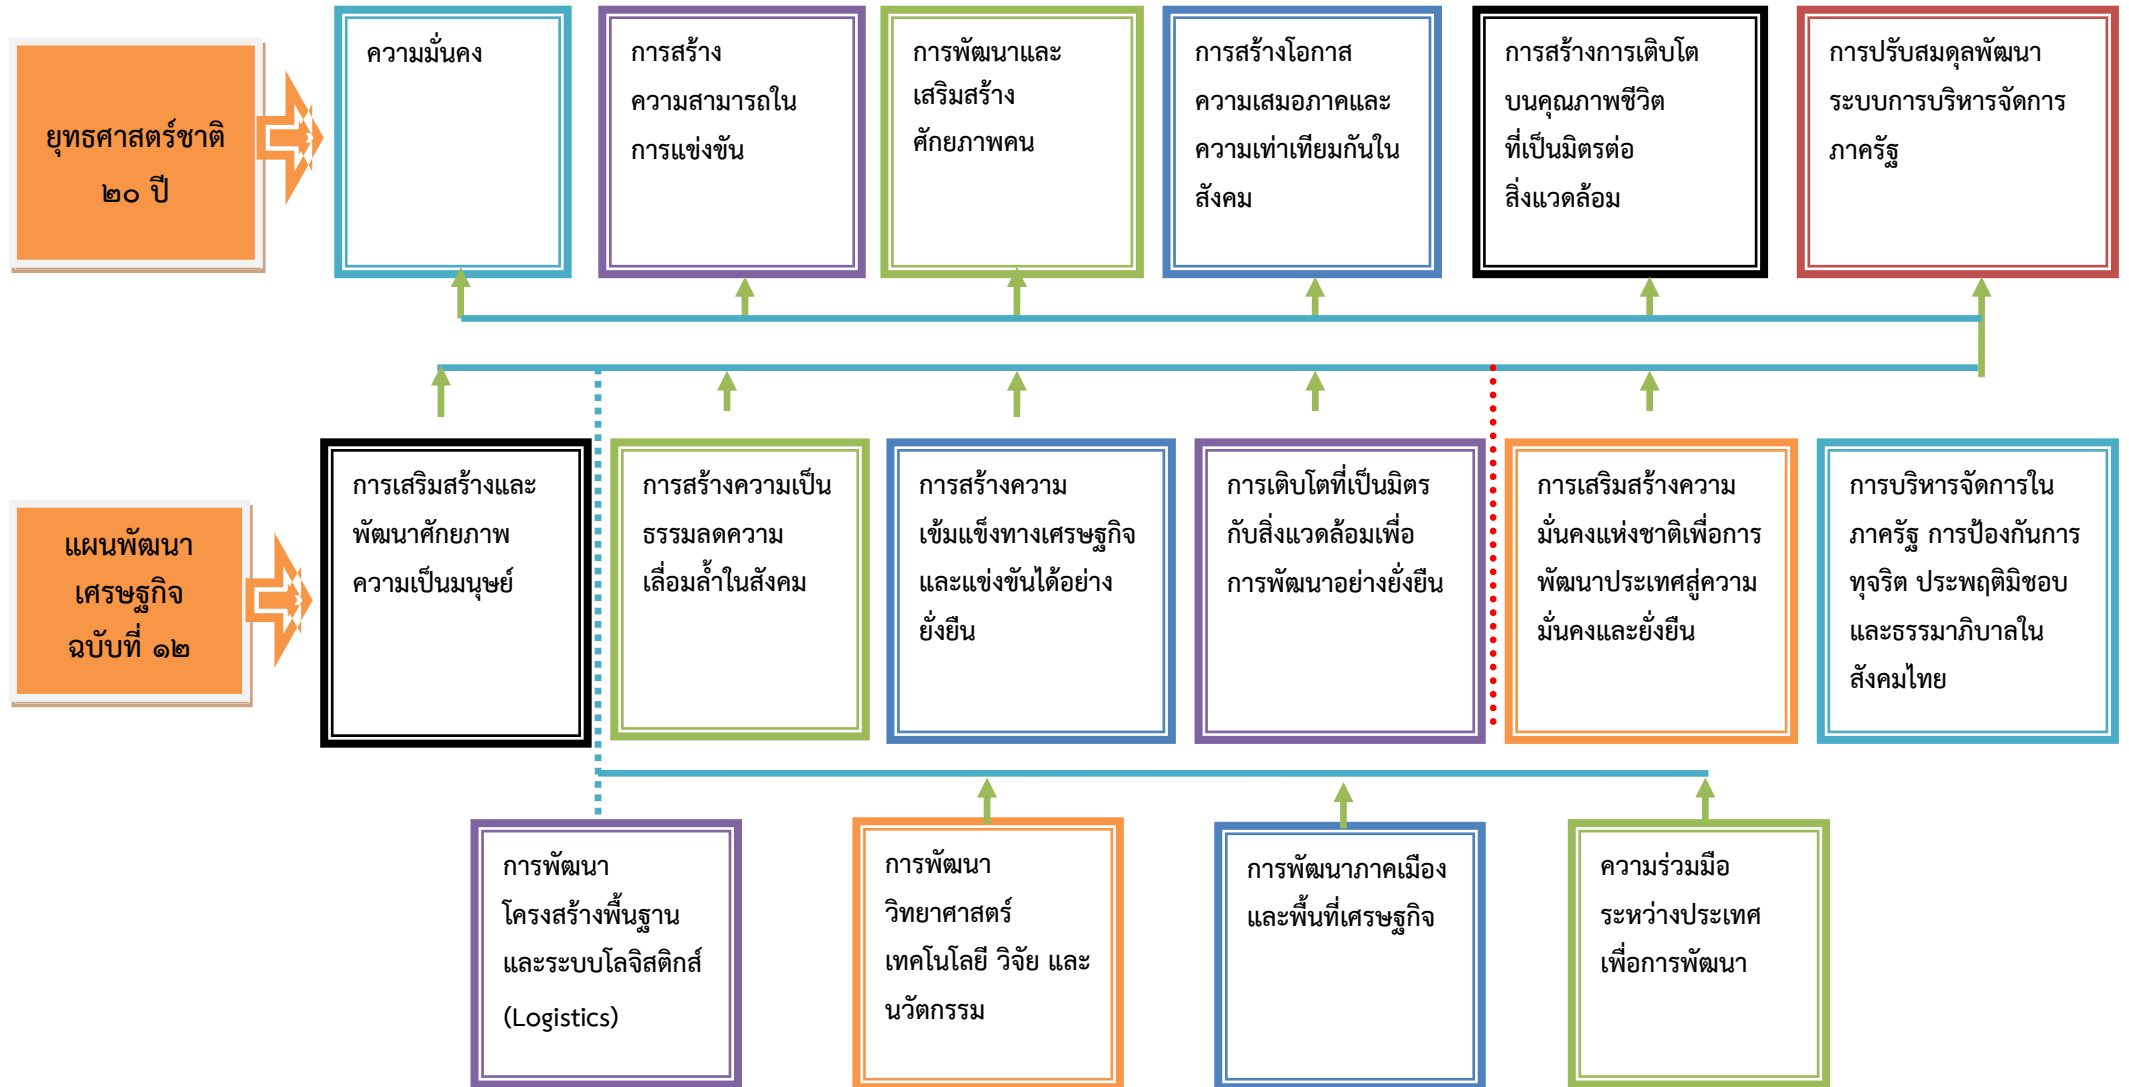 ยุทธศาสตร์ชาติ
๒๐ ปี
ความมั่นคง
การสร้าง
ความสามารถใน
การแข่งขัน
การพัฒนาและ
เสริมสร้าง
ศักยภาพคน
การสร้างโอกาส
ความเสมอภาคและ
ความเท่าเทียมกันใน
สังคม
การสร้างการเติบโต
บนคุณภาพชีวิต
ที่เป็นมิตรต่อ
สิ่งแวดล้อม
การปรับสมดุลพัฒนา
ระบบการบริหารจัดการ
ภาครัฐ
แผนพัฒนา
เศรษฐกิจ
ฉบับที่ ๑๒
การเสริมสร้างและ
พัฒนาศักยภาพ
ความเป็นมนุษย์
การสร้างความเป็น
ธรรมลดความ
เลื่อมล้ำในสังคม
การสร้างความ
เข้มแข็งทางเศรษฐกิจ
และแข่งขันได้อย่าง
ยั่งยืน
การเติบโตที่เป็นมิตร
กับสิ่งแวดล้อมเพื่อ
การพัฒนาอย่างยั่งยืน
การเสริมสร้างความ
มั่นคงแห่งชาติเพื่อการ
พัฒนาประเทศสู่ความ
มั่นคงและยั่งยืน
การบริหารจัดการใน
ภาครัฐ การป้องกันการ
ทุจริต ประพฤติมิชอบ
และธรรมาภิบาลใน
สังคมไทย
การพัฒนา
โครงสร้างพื้นฐาน
และระบบโลจิสติกส์
(Logistics)
การพัฒนา
วิทยาศาสตร์
เทคโนโลยี วิจัย และ
นวัตกรรม
การพัฒนาภาคเมือง
และพื้นที่เศรษฐกิจ
ความร่วมมือ
ระหว่างประเทศ
เพื่อการพัฒนา